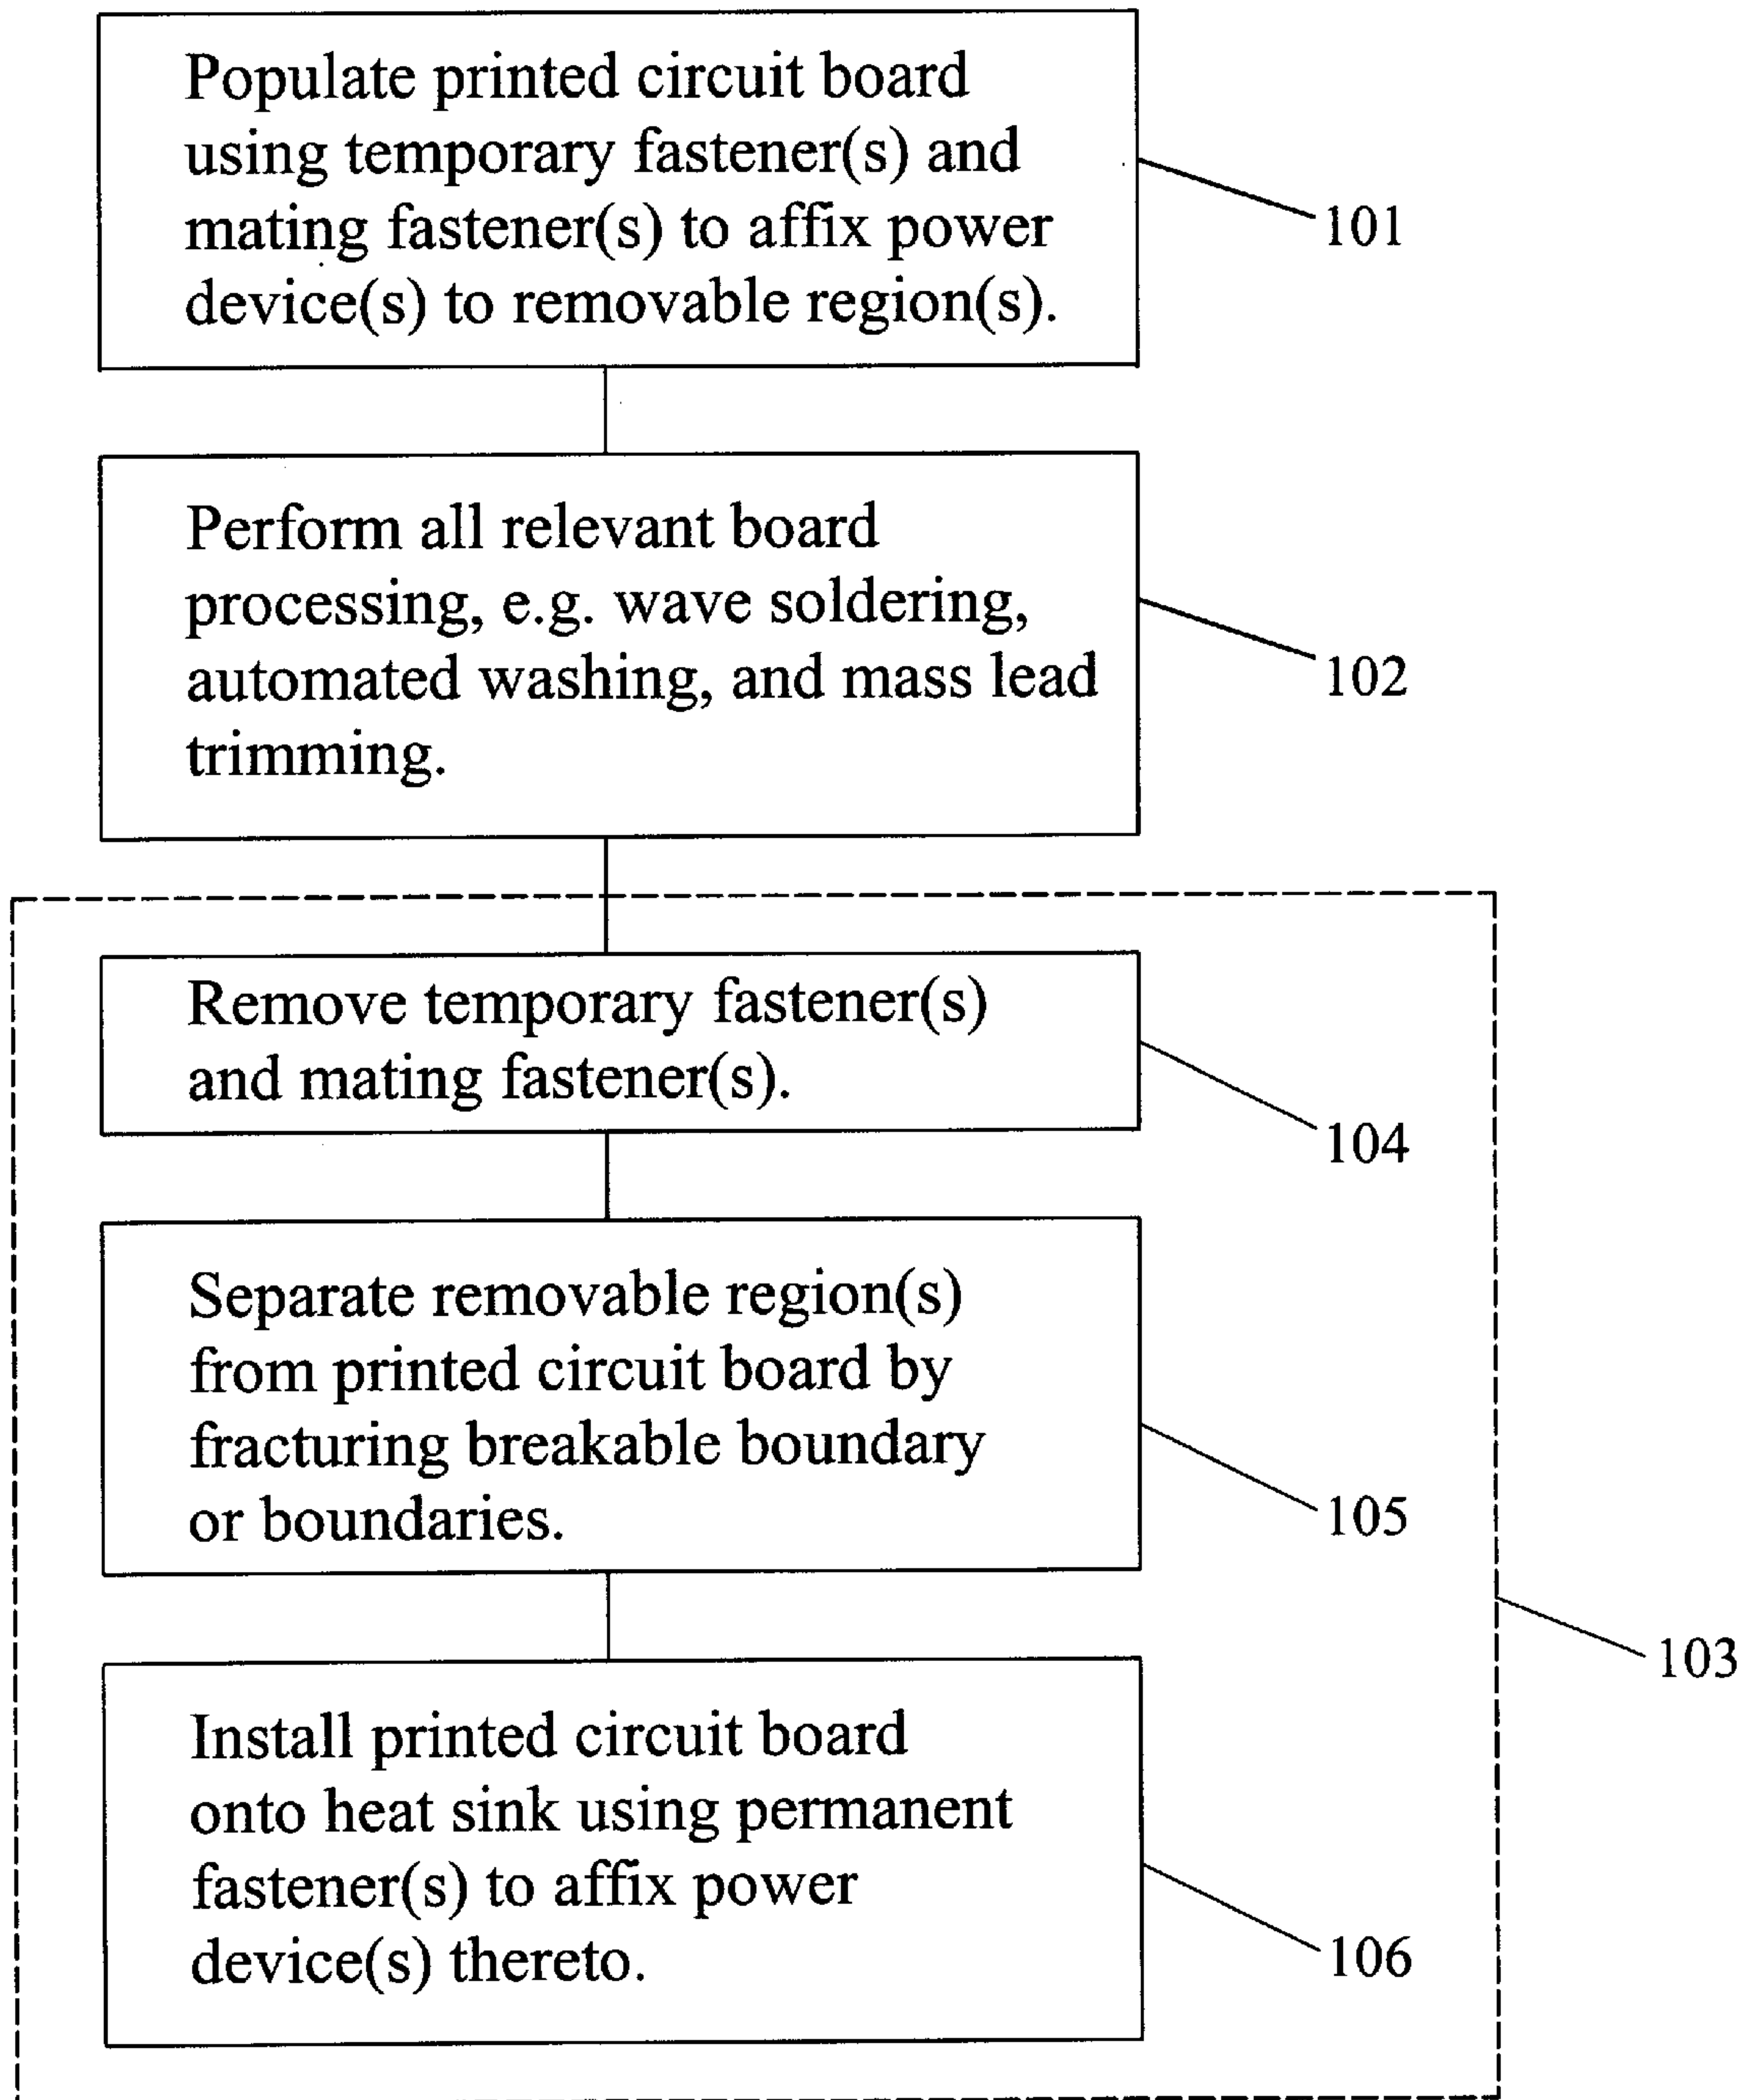 Populate printed circuit board
using temporary fastener(s) and
mating fastener(s) to affix power
device(s) to removable region(s).
101
Perform all relevant board
processing, e.g. wave soldering,
automated washing, and mass lead
trimming.
102
Remove temporary fastener(s)
and mating fastener(s).
104
Separate removable region(s)
from printed circuit board by
fracturing breakable boundary
or boundaries.
105
103
Install printed circuit board
onto heat sink using permanent
fastener(s) to affix power
device(s) thereto.
106